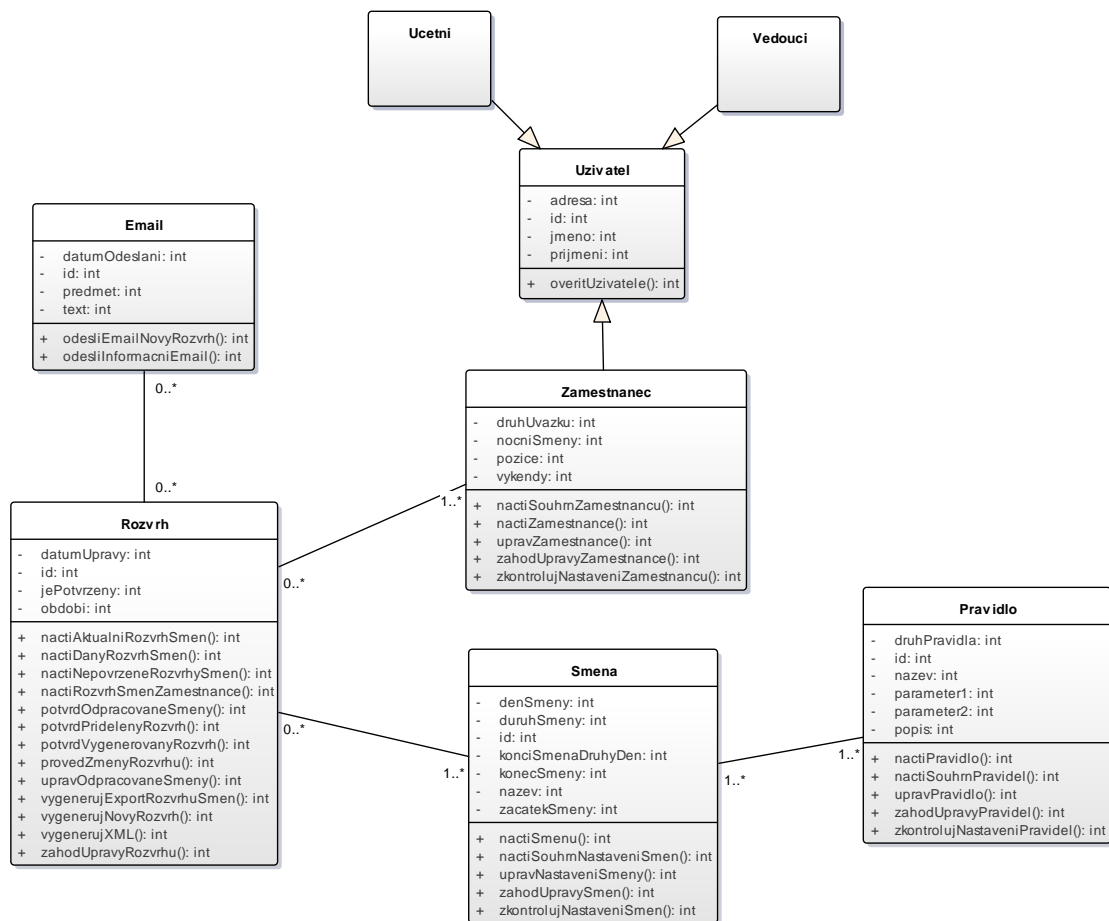 Ucetni
Vedouci
Uzivatel
- adresa: int
- id: int
- jmeno: int
- prijmeni: int
+ overitUzivatele(): int
Email
- datumOdeslani: int
- id: int
- predmet: int
- text: int
+ odesliEmailNovyRozvrh(): int
+ odesliInformacniEmail(): int
0..*
0..*
Zamestnanec
- druhUvazku: int
- nocniSmeny: int
- pozice: int
- vykendy: int
+ nactiSouhrnZamestnancu(): int
+ nactiZamestnance(): int
+ upravZamestnance(): int
+ zahodUpravyZamestnance(): int
+ zkontrolujNastaveniZamestnancu(): int
1..*
0..*
Rozvrh
- datumUpravy: int
- id: int
- jePotvrzeny: int
- obdobi: int
+ nactiAktualniRozvrhSmen(): int
+ nactiDanyRozvrhSmen(): int
+ nactiNepovrzeneRozvrhySmen(): int
+ nactiRozvrhSmenZamestnance(): int
+ potvrdOdpracovaneSmeny(): int
+ potvrdPridelenyRozvrh(): int
+ potvrdVygenerovanyRozvrh(): int
+ provedZmenyRozvrhu(): int
+ upravOdpracovaneSmeny(): int
+ vygenerujExportRozvrhuSmen(): int
+ vygenerujNovyRozvrh(): int
+ vygenerujXML(): int
+ zahodUpravyRozvrhu(): int
0..*
1..*
Smena
- denSmeny: int
- duruhSmeny: int
- id: int
- konciSmenaDruhyDen: int
- konecSmeny: int
- nazev: int
- zacatekSmeny: int
+ nactiSmenu(): int
+ nactiSouhrnNastaveniSmen(): int
+ upravNastaveniSmeny(): int
+ zahodUpravySmen(): int
+ zkontrolujNastaveniSmen(): int
1..*
1..*
Pravidlo
- druhPravidla: int
- id: int
- nazev: int
- parameter1: int
- parameter2: int
- popis: int
+ nactiPravidlo(): int
+ nactiSouhrnPravidel(): int
+ upravPravidlo(): int
+ zahodUpravyPravidel(): int
+ zkontrolujNastaveniPravidel(): int